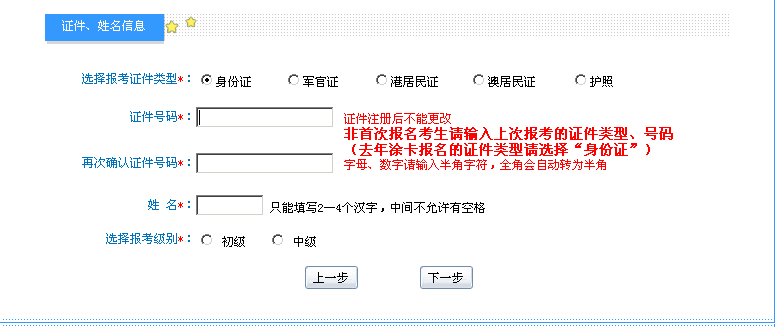 证件、姓名信息
选择报考证件类型*： 身份证 军官证 港居民证 澳居民证 护照
证件号码*： 证件注册后不能更改
非首次报名考生请输入上次报考的证件类型、号码
（去年涂卡报名的证件类型请选择“身份证”）
再次确认证件号码*： 字母、数字请输入半角字符，全角会自动转为半角
姓 名*： 只能填写2—4个汉字，中间不允许有空格
选择报考级别*： 初级 中级
上一步 下一步